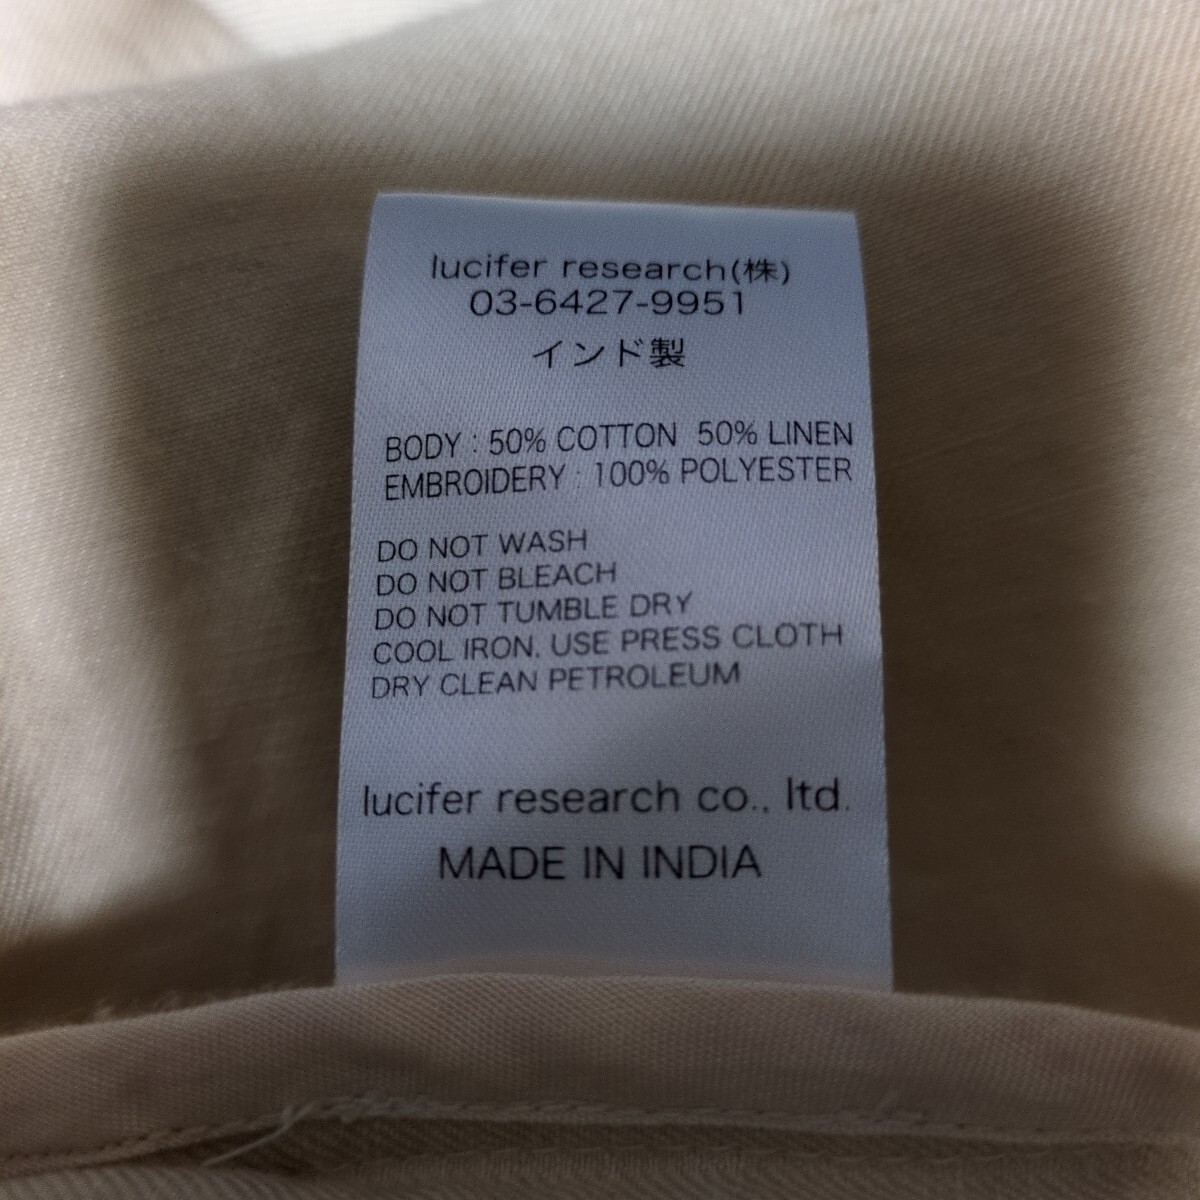 lucifer research(株)
03-6427-9951
インド製
BODY : 50% COTTON 50% LINEN
EMBROIDERY : 100% POLYESTER
DO NOT WASH
DO NOT BLEACH
DO NOT TUMBLE DRY
COOL IRON. USE PRESS CLOTH
DRY CLEAN PETROLEUM
lucifer research co., ltd.
MADE IN INDIA